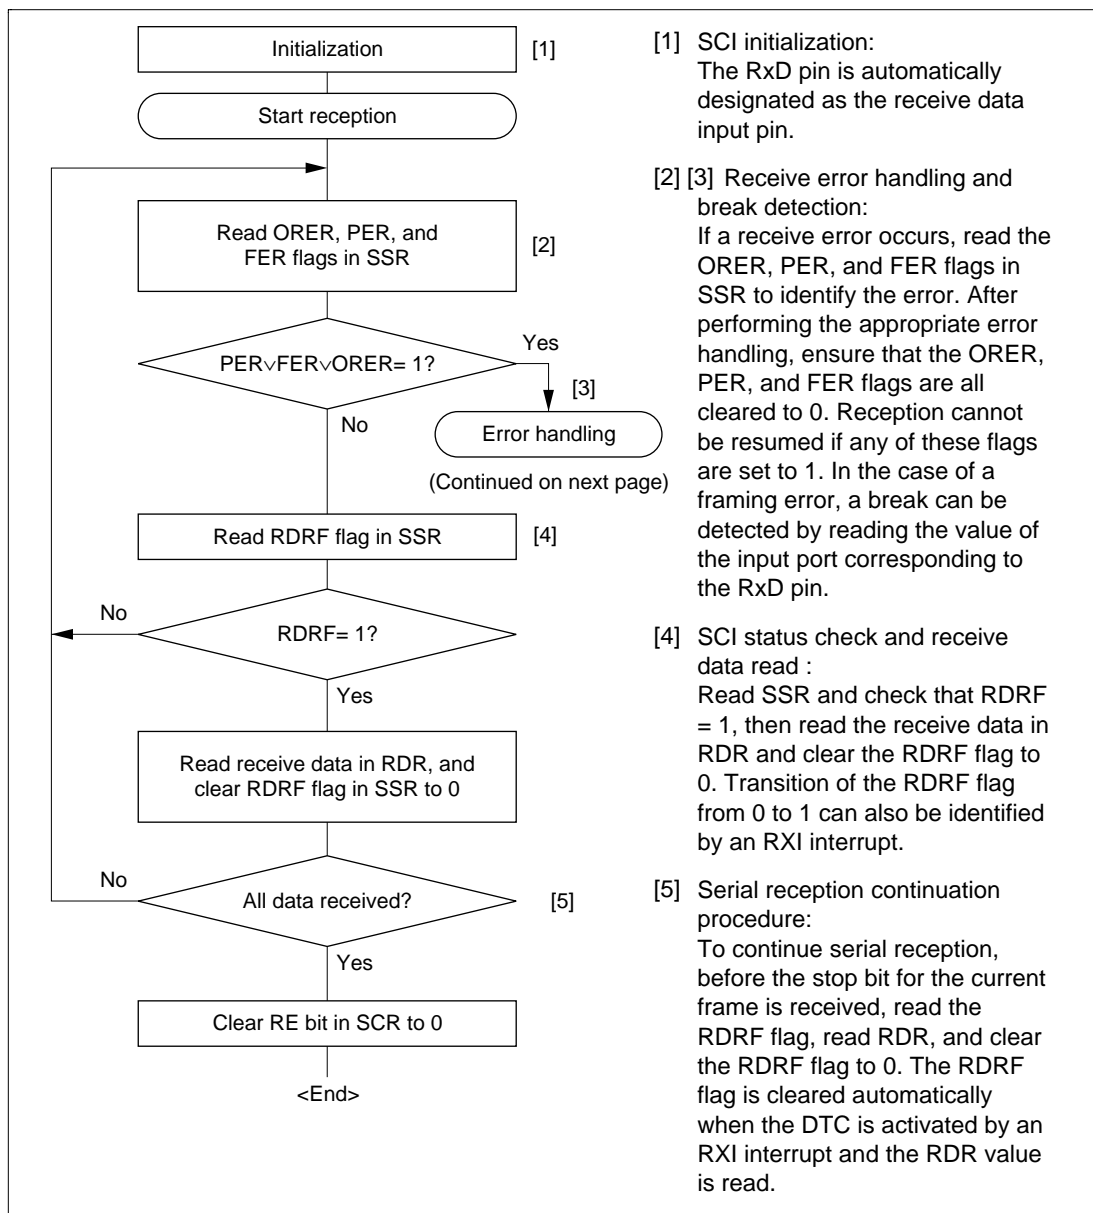 Initialization
[1]
Start reception
Read ORER, PER, and
FER flags in SSR
[2]
PER∨FER∨ORER= 1?
Yes
[3]
No
Error handling
(Continued on next page)
Read RDRF flag in SSR
[4]
No
RDRF= 1?
Yes
Read receive data in RDR, and
clear RDRF flag in SSR to 0
No
All data received?
[5]
Yes
Clear RE bit in SCR to 0
<End>
[1] SCI initialization:
The RxD pin is automatically
designated as the receive data
input pin.
[2] [3] Receive error handling and
break detection:
If a receive error occurs, read the
ORER, PER, and FER flags in
SSR to identify the error. After
performing the appropriate error
handling, ensure that the ORER,
PER, and FER flags are all
cleared to 0. Reception cannot
be resumed if any of these flags
are set to 1. In the case of a
framing error, a break can be
detected by reading the value of
the input port corresponding to
the RxD pin.
[4] SCI status check and receive
data read :
Read SSR and check that RDRF
= 1, then read the receive data in
RDR and clear the RDRF flag to
0. Transition of the RDRF flag
from 0 to 1 can also be identified
by an RXI interrupt.
[5] Serial reception continuation
procedure:
To continue serial reception,
before the stop bit for the current
frame is received, read the
RDRF flag, read RDR, and clear
the RDRF flag to 0. The RDRF
flag is cleared automatically
when the DTC is activated by an
RXI interrupt and the RDR value
is read.